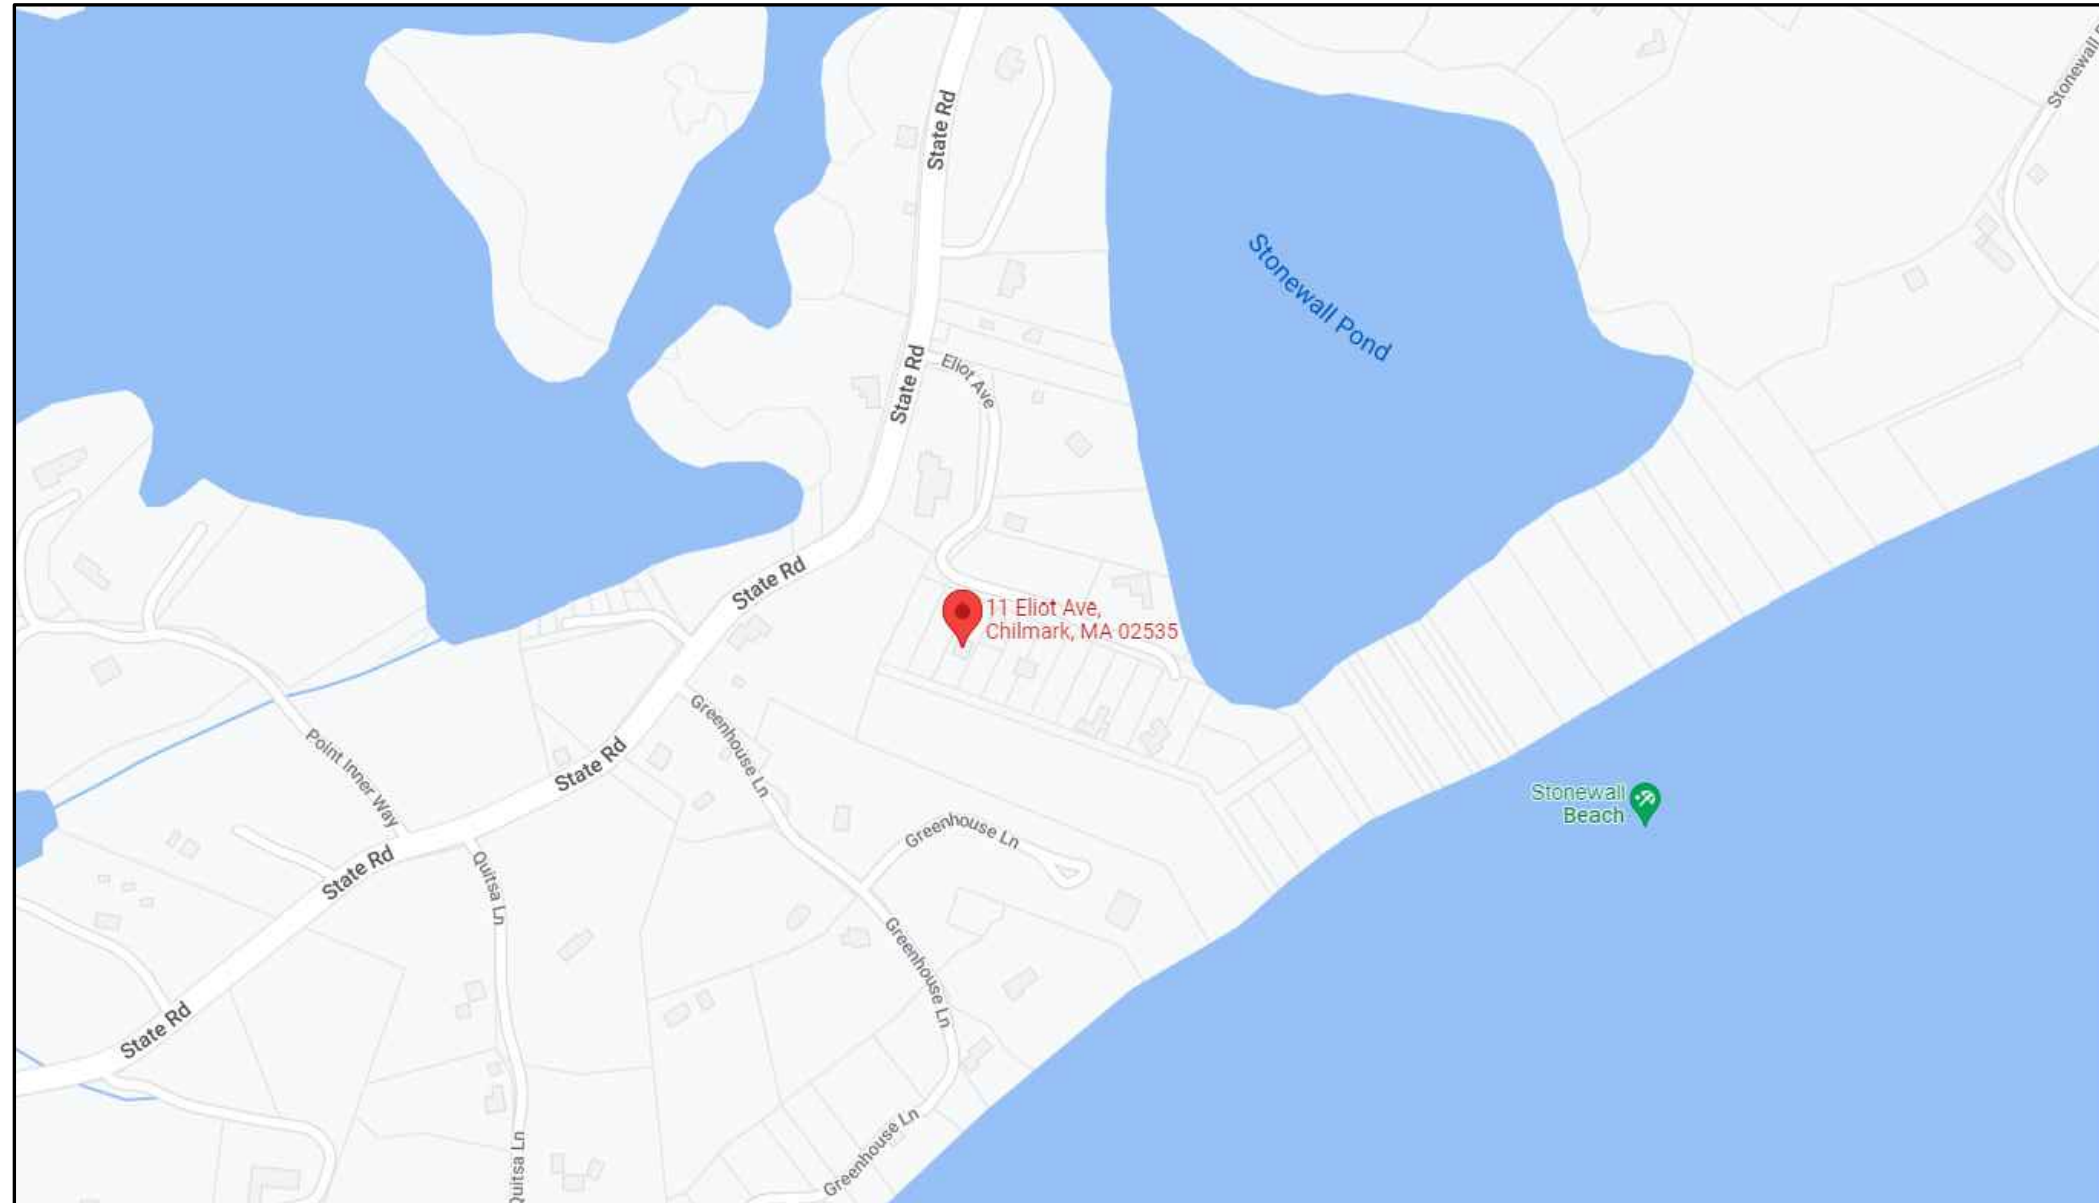 Stonewall
State Rd
Stonewall Pond
State Rd
Eliot Ave
State Rd
11 Eliot Ave,
Chilmark, MA 02535
Greenhouse Ln
Point Inner Way
State Rd
Stonewall
Beach
Greenhouse Ln
State Rd
Quitsa Ln
Greenhouse Ln
State Rd
Greenhouse Ln
Quitsa Ln